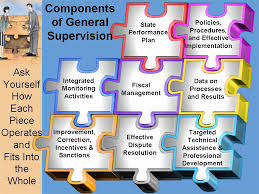 Components
of General
Supervision
State
Performance
Plan
Policies,
Procedures,
and Effective
Implementation
Ask
Yourself
How
Each
Piece
Operates
and
Fits Into
the
Whole
Integrated
Monitoring
Activities
Fiscal
Management
Data on
Processes
and Results
Improvement,
Correction,
Incentives &
Sanctions
Effective
Dispute
Resolution
Targeted
Technical
Assistance &
Professional
Development